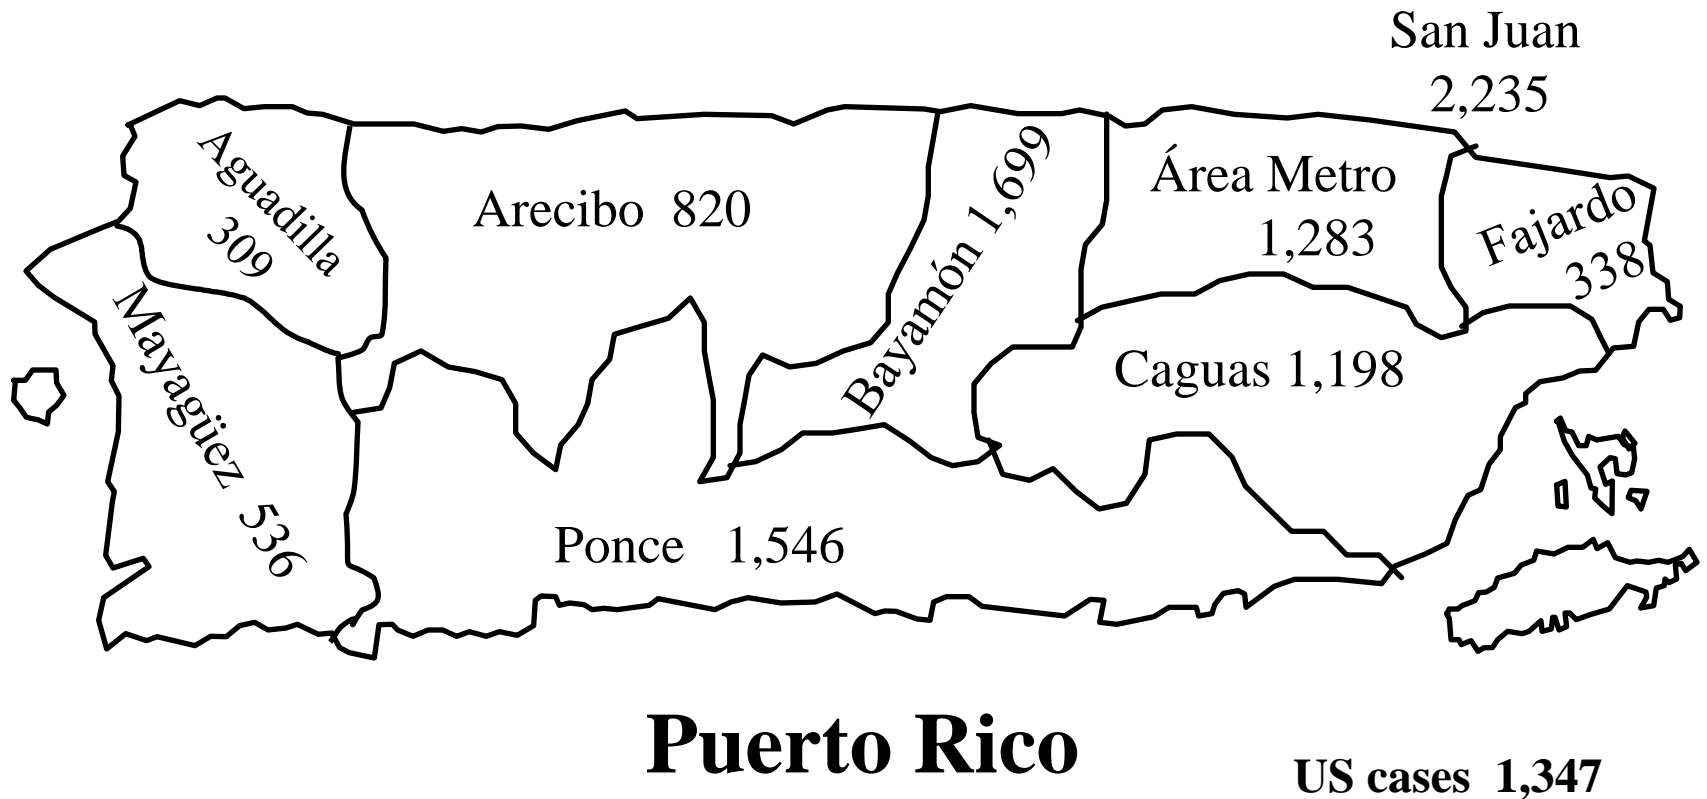 San Juan
2,235
Aguadilla
309
Arecibo 820
Bayamón 1,699
Área Metro
1,283
Fajardo
338
Mayagüez 536
Caguas 1,198
Ponce 1,546
Puerto Rico
US cases 1,347